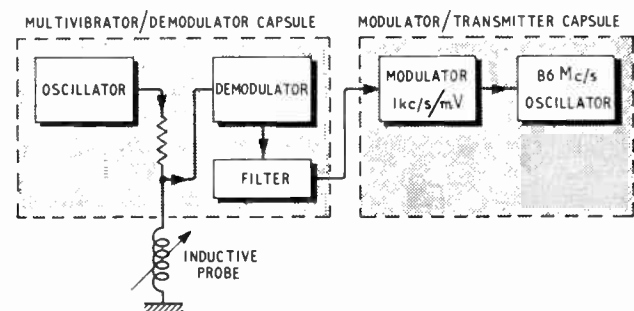 MULTIVIBRATOR/DEMODULATOR CAPSULE
MODULATOR/TRANSMITTER CAPSULE
OSCILLATOR
DEMODULATOR
FILTER
INDUCTIVE
PROBE
MODULATOR
1kc/s/mV
86 Mc/s
OSCILLATOR